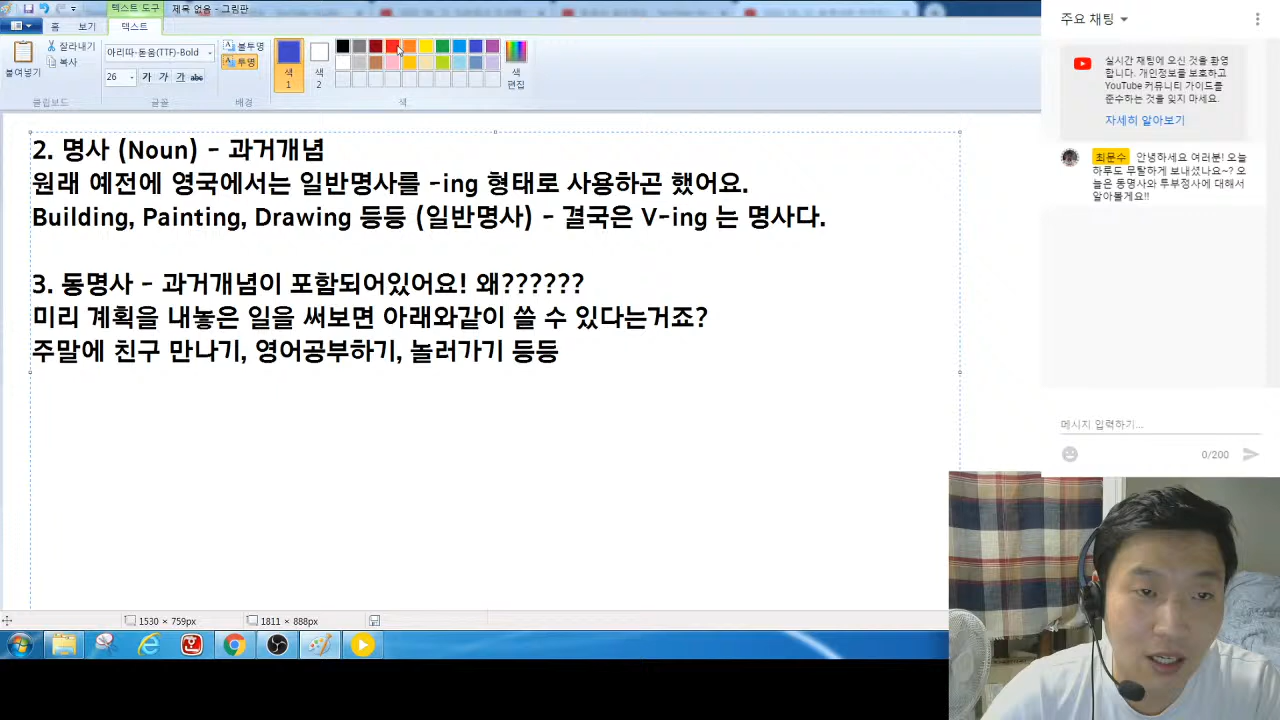 텍스트 도구
제목 없음 - 그림판
홈
보기
텍스트
붙여넣기
잘라내기
복사
클립보드
아리따-돋움(TTF)-Bold
26
가 가 가 abc
글꼴
불투명
투명
배경
색 1
색 2
색
색 편집
2. 명사 (Noun) - 과거개념
원래 예전에 영국에서는 일반명사를 -ing 형태로 사용하곤 했어요.
Building, Painting, Drawing 등등 (일반명사) - 결국은 V-ing 는 명사다.
3. 동명사 - 과거개념이 포함되어있어요! 왜??????
미리 계획을 내놓은 일을 써보면 아래와같이 쓸 수 있다는거죠?
주말에 친구 만나기, 영어공부하기, 놀러가기 등등
1530 × 759px
1811 × 888px
주요 채팅
실시간 채팅에 오신 것을 환영
합니다. 개인정보를 보호하고
YouTube 커뮤니티 가이드를
준수하는 것을 잊지 마세요.
자세히 알아보기
최문수 안녕하세요 여러분! 오늘
하루도 무탈하게 보내셨나요~? 오
늘은 동명사와 투부정사에 대해서
알아볼게요!!
메시지 입력하기...
0/200